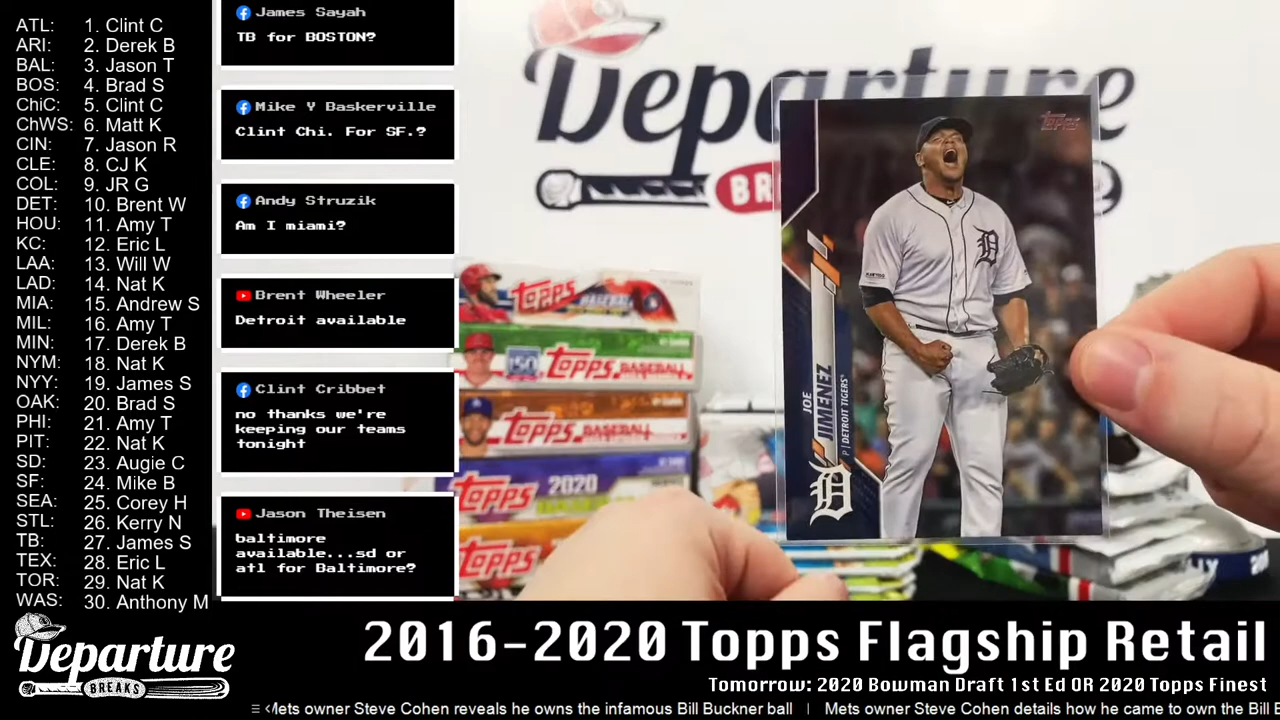 ATL: 1. Clint C
ARI: 2. Derek B
BAL: 3. Jason T
BOS: 4. Brad S
ChiC: 5. Clint C
ChWS: 6. Matt K
CIN: 7. Jason R
CLE: 8. CJ K
COL: 9. JR G
DET: 10. Brent W
HOU: 11. Amy T
KC: 12. Eric L
LAA: 13. Will W
LAD: 14. Nat K
MIA: 15. Andrew S
MIL: 16. Amy T
MIN: 17. Derek B
NYM: 18. Nat K
NYY: 19. James S
OAK: 20. Brad S
PHI: 21. Amy T
PIT: 22. Nat K
SD: 23. Augie C
SF: 24. Mike B
SEA: 25. Corey H
STL: 26. Kerry N
TB: 27. James S
TEX: 28. Eric L
TOR: 29. Nat K
WAS: 30. Anthony M
James Sayah
TB for BOSTON?
Mike Y Baskerville
Clint Chi. For SF.?
Andy Struzik
Am I miami?
Brent Wheeler
Detroit available
Clint Cribbet
no thanks we're
keeping our teams
tonight
Jason Theisen
baltimore
available...sd or
atl for Baltimore?
Departure
BR
Topps
JOE
JIMENEZ
P | DETROIT TIGERS
D
D
Topps
150
Topps BASEBALL
Topps BASEBALL
Topps 2020
Topps
Departure
BREAKS
2016-2020 Topps Flagship Retail
Tomorrow: 2020 Bowman Draft 1st Ed OR 2020 Topps Finest
Mets owner Steve Cohen reveals he owns the infamous Bill Buckner ball | Mets owner Steve Cohen details how he came to own the Bill